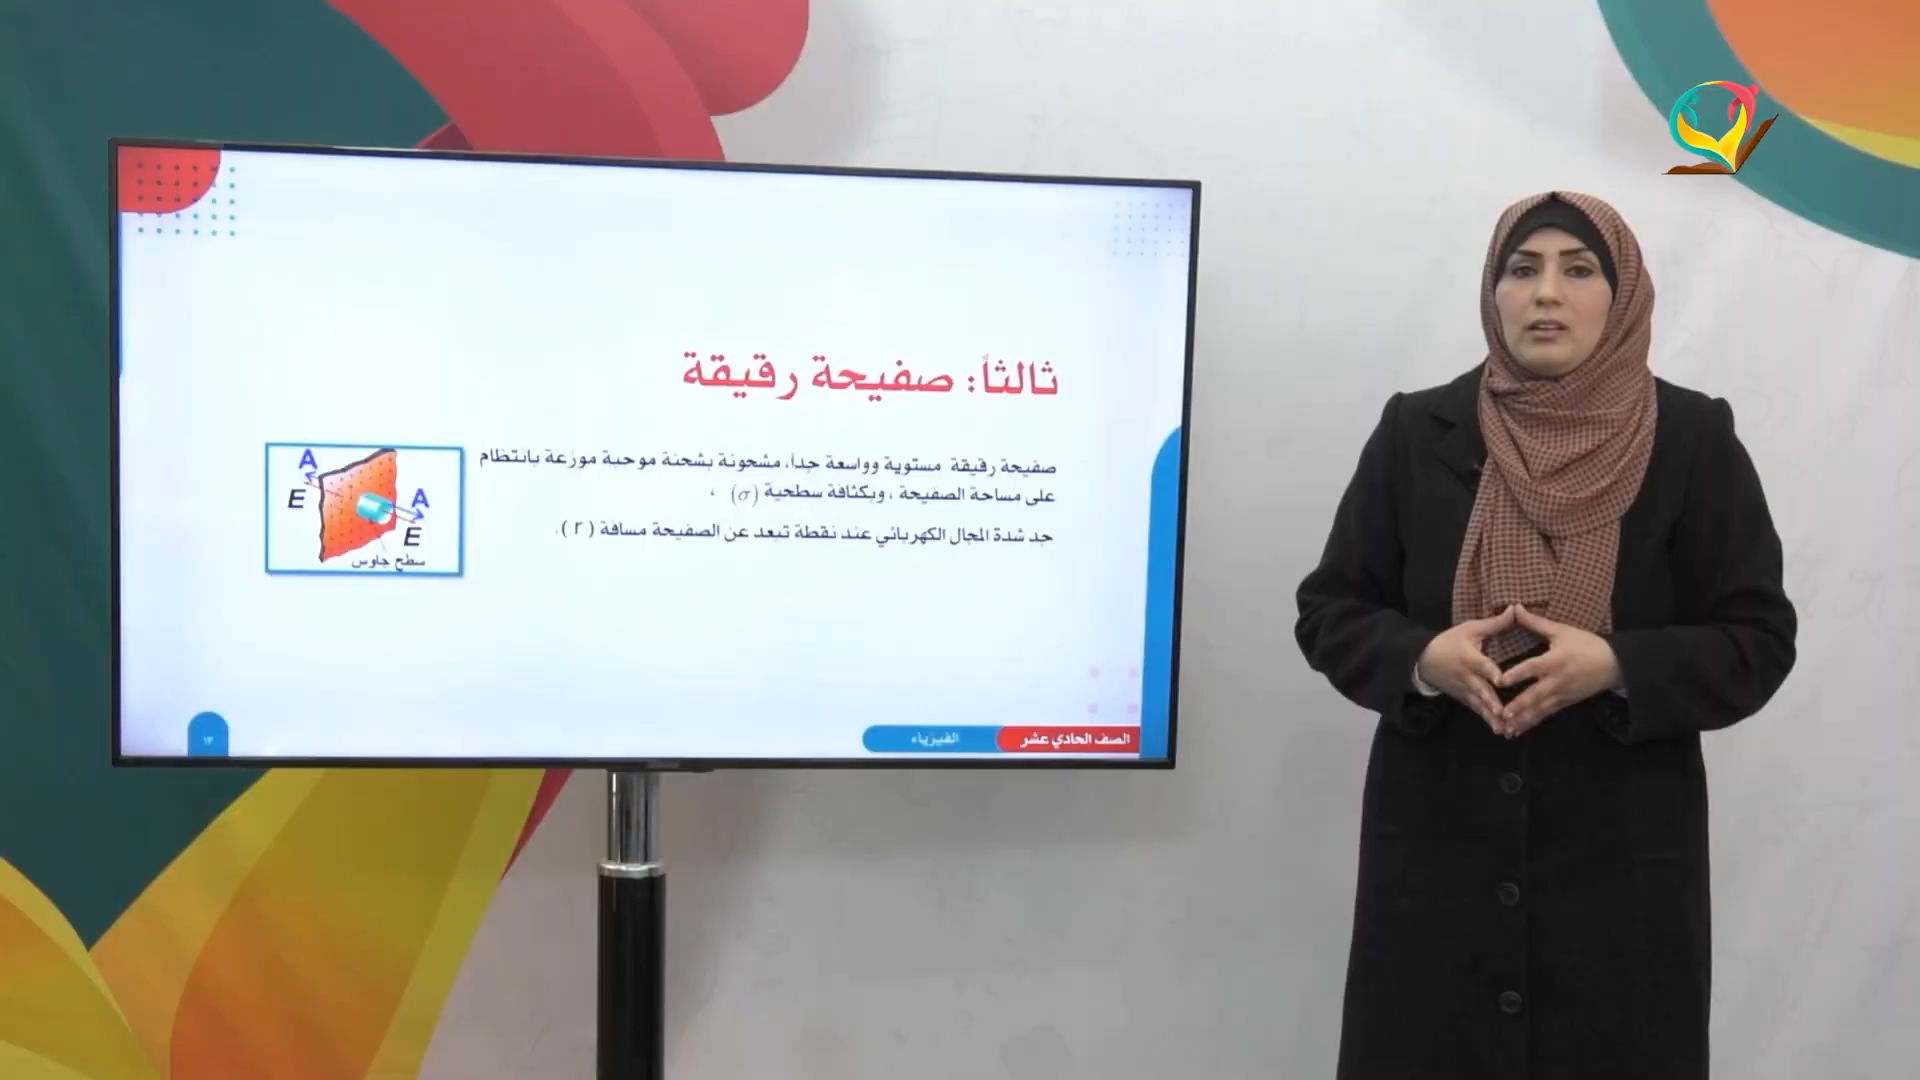 ثالثاً: صفيحة رقيقة
صفيحة رقيقة مستوية وواسعة جداً، مشحونة بشحنة موجبة موزعة بانتظام
على مساحة الصفيحة ، وبكثافة سطحية (σ) ،
جد شدة المجال الكهربائي عند نقطة تبعد عن الصفيحة مسافة ( r ) .
A
E
A
E
سطح جاوس
الصف الحادي عشر
الفيزياء
١٣